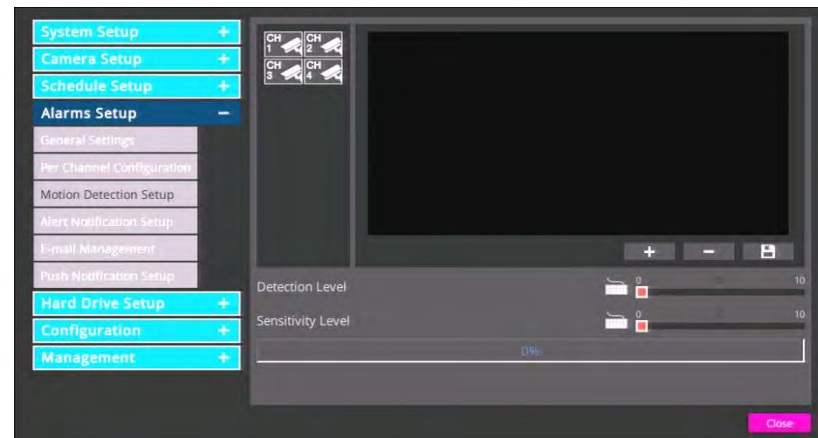 System Setup +
Camera Setup +
Schedule Setup +
Alarms Setup −
General Settings
Per Channel Configuration
Motion Detection Setup
Alert Notification Setup
E-mail Management
Push Notification Setup
Hard Drive Setup +
Configuration +
Management +
CH 1 CH 2
CH 3 CH 4
+ −
Detection Level 0 10
Sensitivity Level 0 10
0%
Close